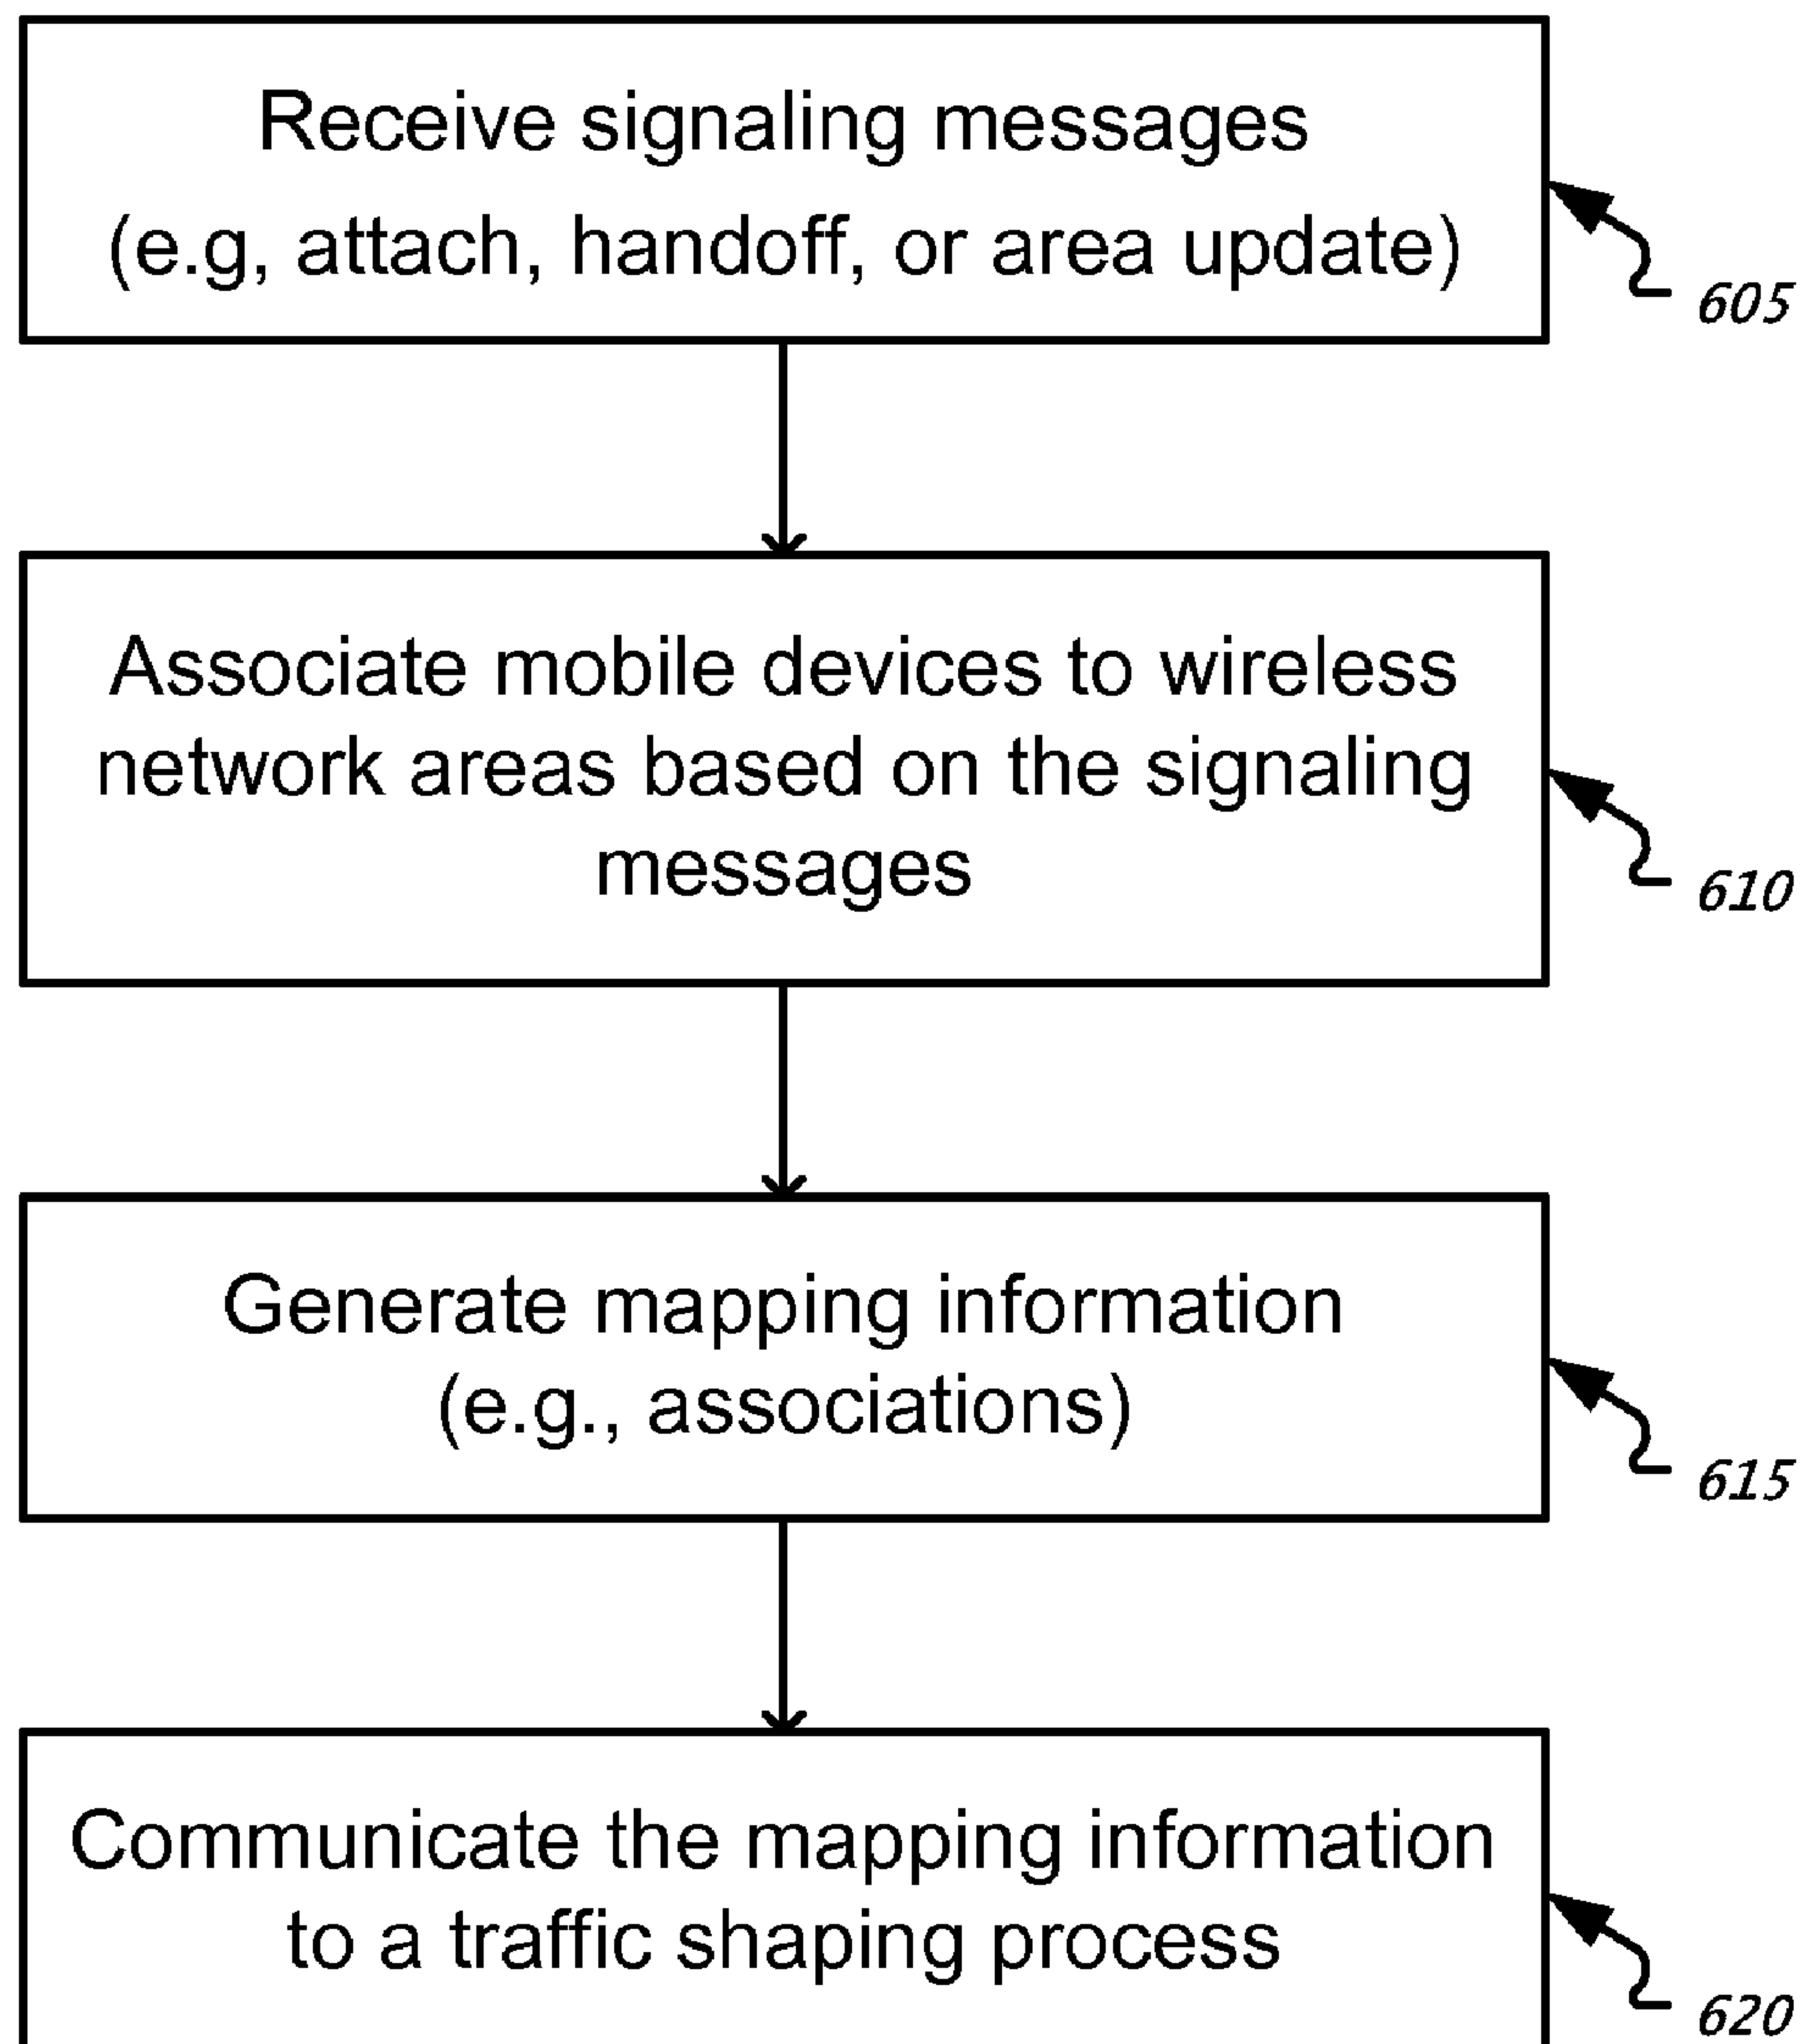 Receive signaling messages
(e.g, attach, handoff, or area update)
605
Associate mobile devices to wireless
network areas based on the signaling
messages
610
Generate mapping information
(e.g., associations)
615
Communicate the mapping information
to a traffic shaping process
620